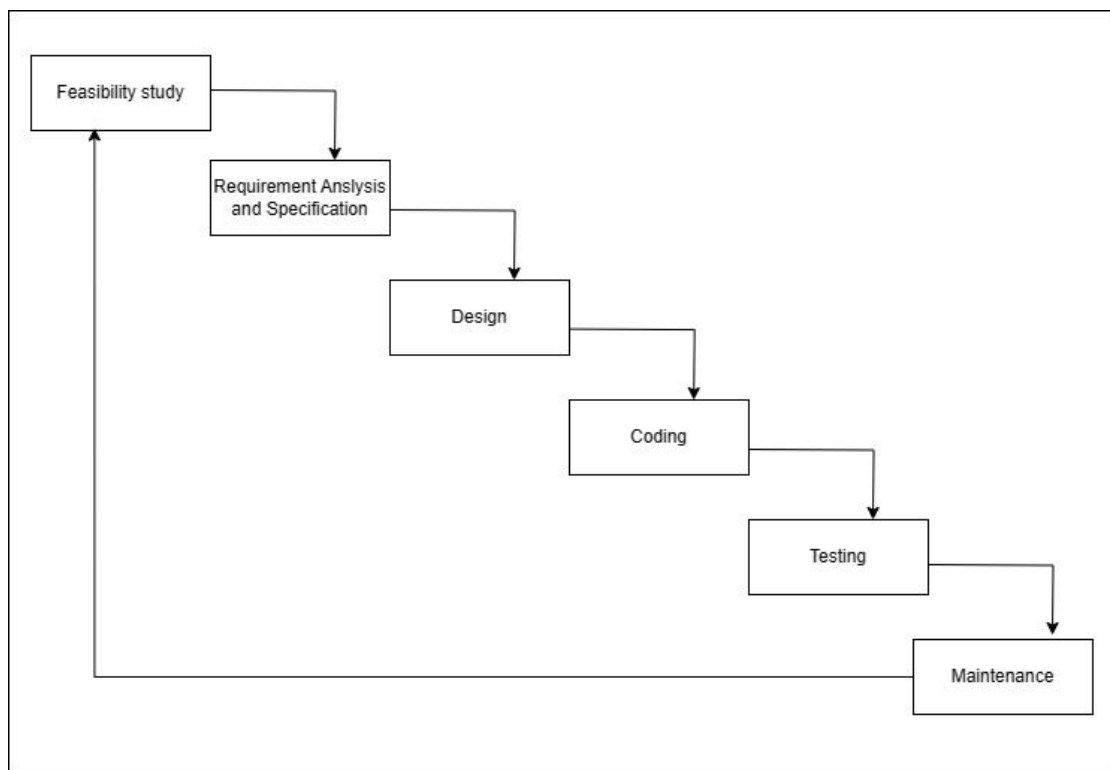 Feasibility study
Requirement Anslysis
and Specification
Design
Coding
Testing
Maintenance